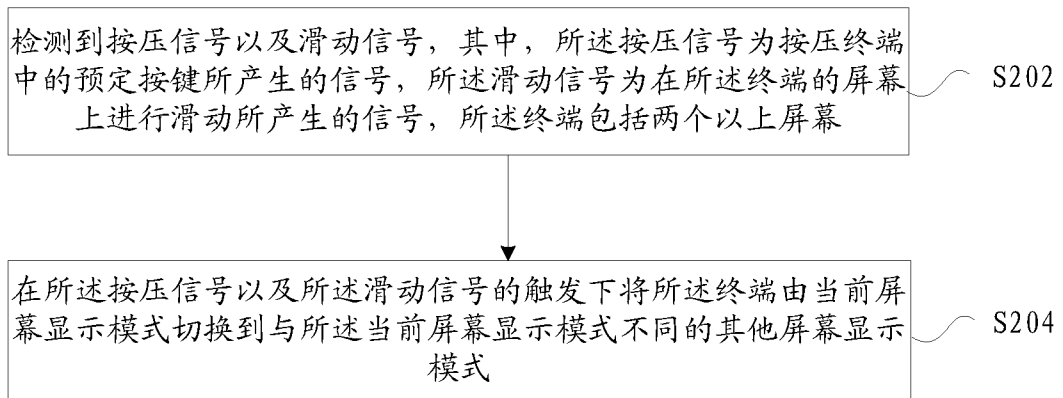 检测到按压信号以及滑动信号，其中，所述按压信号为按压终端
中的预定按键所产生的信号，所述滑动信号为在所述终端的屏幕
上进行滑动所产生的信号，所述终端包括两个以上屏幕
S202
在所述按压信号以及所述滑动信号的触发下将所述终端由当前屏
幕显示模式切换到与所述当前屏幕显示模式不同的其他屏幕显示
模式
S204